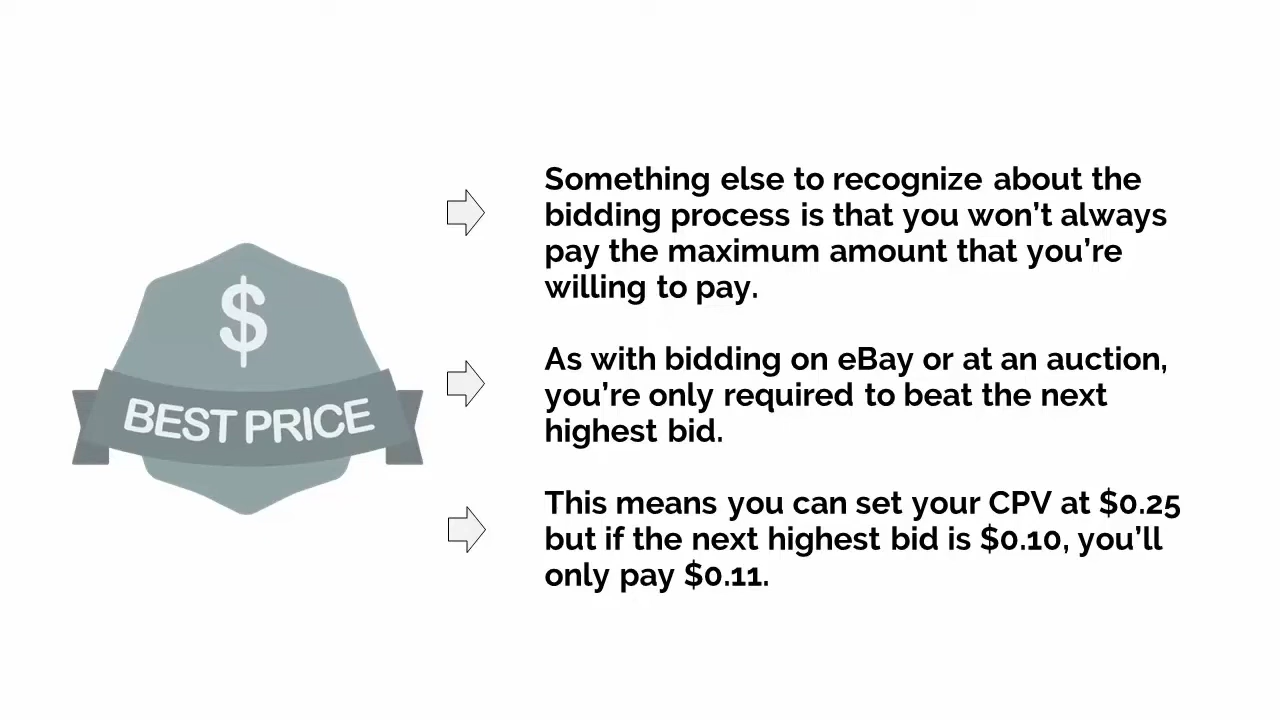 $
BEST PRICE
Something else to recognize about the
bidding process is that you won't always
pay the maximum amount that you're
willing to pay.
As with bidding on eBay or at an auction,
you're only required to beat the next
highest bid.
This means you can set your CPV at $0.25
but if the next highest bid is $0.10, you'll
only pay $0.11.